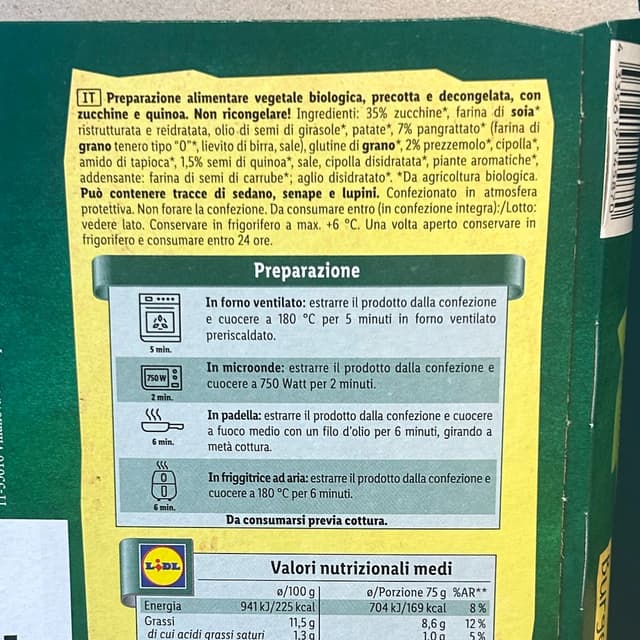 IT Preparazione alimentare vegetale biologica, precotta e decongelata, con
zucchine e quinoa. Non ricongelare! Ingredienti: 35% zucchine*, farina di soia*
ristrutturata e reidratata, olio di semi di girasole*, patate*, 7% pangrattato* (farina di
grano tenero tipo "0"*, lievito di birra, sale), glutine di grano*, 2% prezzemolo*, cipolla*,
amido di tapioca*, 1,5% semi di quinoa*, sale, cipolla disidratata*, piante aromatiche*,
addensante: farina di semi di carrube*; aglio disidratato*. *Da agricoltura biologica.
Può contenere tracce di sedano, senape e lupini. Confezionato in atmosfera
protettiva. Non forare la confezione. Da consumare entro (in confezione integra):/Lotto:
vedere lato. Conservare in frigorifero a max. +6 °C. Una volta aperto conservare in
frigorifero e consumare entro 24 ore.
Preparazione
In forno ventilato: estrarre il prodotto dalla confezione
e cuocere a 180 °C per 5 minuti in forno ventilato
preriscaldato.
5 min.
In microonde: estrarre il prodotto dalla confezione e
cuocere a 750 Watt per 2 minuti.
750 W
2 min.
In padella: estrarre il prodotto dalla confezione e cuocere
a fuoco medio con un filo d'olio per 6 minuti, girando a
metà cottura.
6 min.
In friggitrice ad aria: estrarre il prodotto dalla confezione e
cuocere a 180 °C per 6 minuti.
6 min.
Da consumarsi previa cottura.
LIDL
Valori nutrizionali medi
ø/100 g ø/Porzione 75 g %AR**
Energia 941 kJ/225 kcal 704 kJ/169 kcal 8 %
Grassi 11,5 g 8,6 g 12 %
di cui acidi grassi saturi 1,3 g 1,0 g 5 %